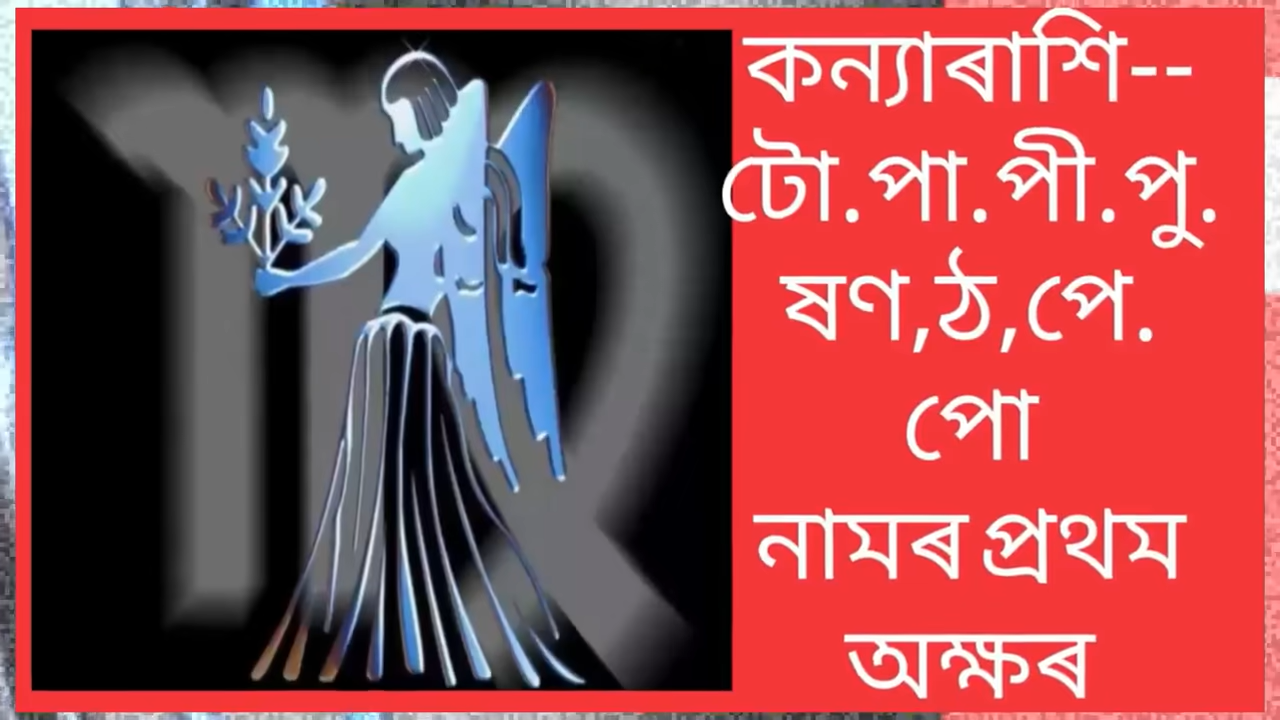 কন্যাৰাশি--
টো.পা.পী.পু.
ষণ,ঠ,পে.
পো
নামৰ প্ৰথম
অক্ষৰ